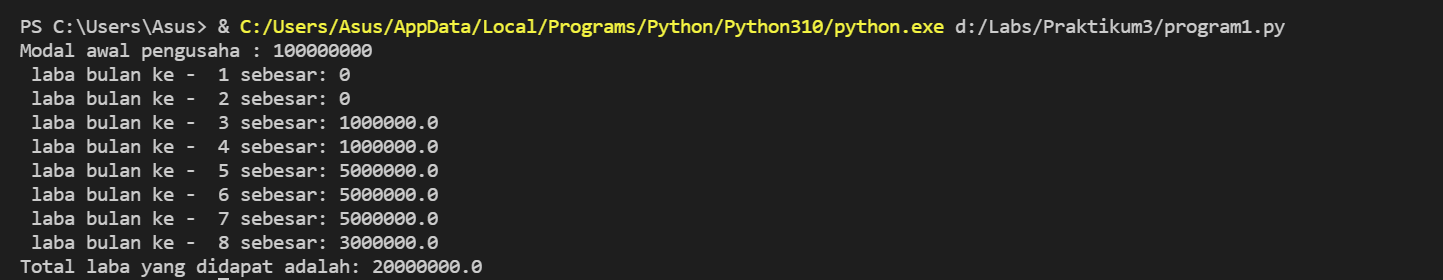 PS C:\Users\Asus> & C:/Users/Asus/AppData/Local/Programs/Python/Python310/python.exe d:/Labs/Praktikum3/program1.py
Modal awal pengusaha : 100000000
 laba bulan ke -  1 sebesar: 0
 laba bulan ke -  2 sebesar: 0
 laba bulan ke -  3 sebesar: 1000000.0
 laba bulan ke -  4 sebesar: 1000000.0
 laba bulan ke -  5 sebesar: 5000000.0
 laba bulan ke -  6 sebesar: 5000000.0
 laba bulan ke -  7 sebesar: 5000000.0
 laba bulan ke -  8 sebesar: 3000000.0
Total laba yang didapat adalah: 20000000.0